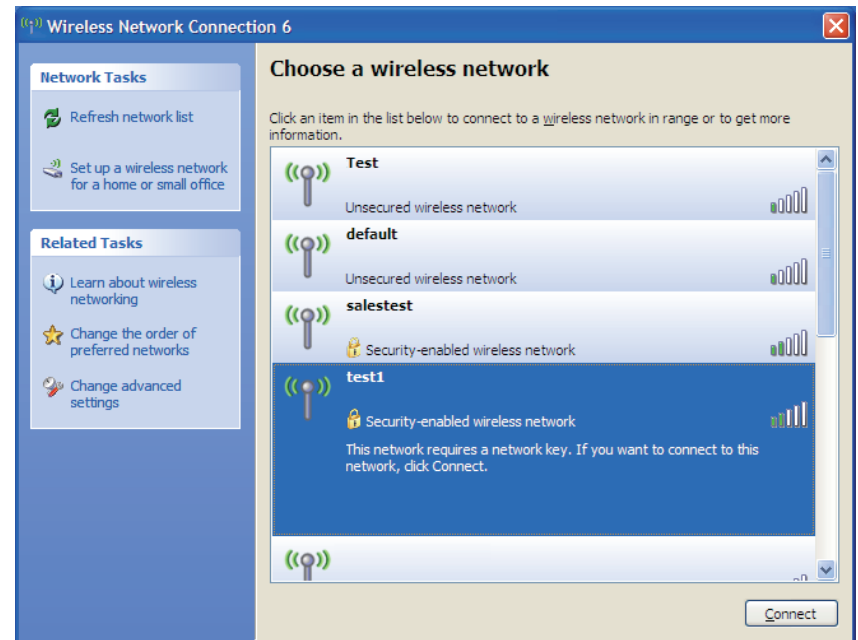 Wireless Network Connection 6
Network Tasks
Refresh network list
Set up a wireless network
for a home or small office
Related Tasks
Learn about wireless
networking
Change the order of
preferred networks
Change advanced
settings
Choose a wireless network
Click an item in the list below to connect to a wireless network in range or to get more
information.
Test
Unsecured wireless network
default
Unsecured wireless network
salestest
Security-enabled wireless network
test1
Security-enabled wireless network
This network requires a network key. If you want to connect to this
network, click Connect.
Connect